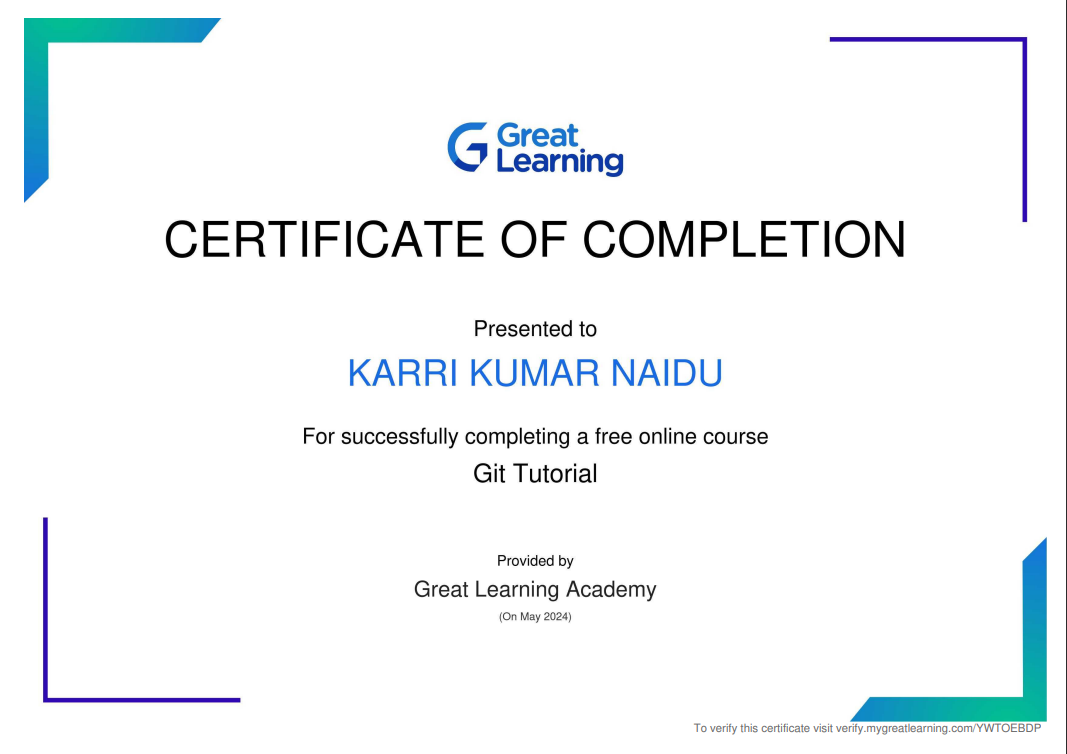 Great
Learning
CERTIFICATE OF COMPLETION
Presented to
KARRI KUMAR NAIDU
For successfully completing a free online course
Git Tutorial
Provided by
Great Learning Academy
(On May 2024)
To verify this certificate visit verify.mygreatlearning.com/YWTOEBDP